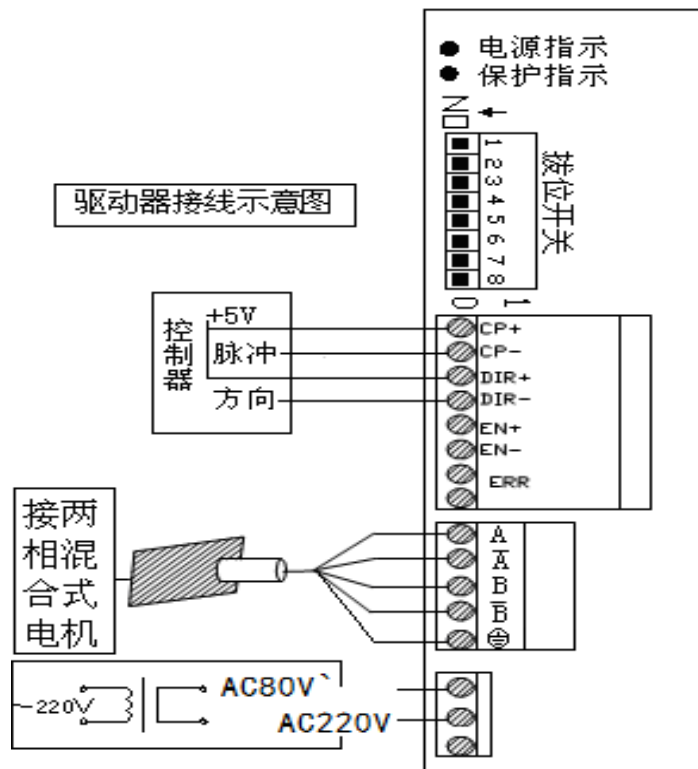 电源指示
保护指示
ON
1
2
3
4
5
6
7
8
拨位开关
0 1
驱动器接线示意图
控制器
+5V
脉冲
方向
CP+
CP-
DIR+
DIR-
EN+
EN-
ERR
接两
相混
合式
电机
A
A̅
B
B̅
~220V
AC80V`
AC220V